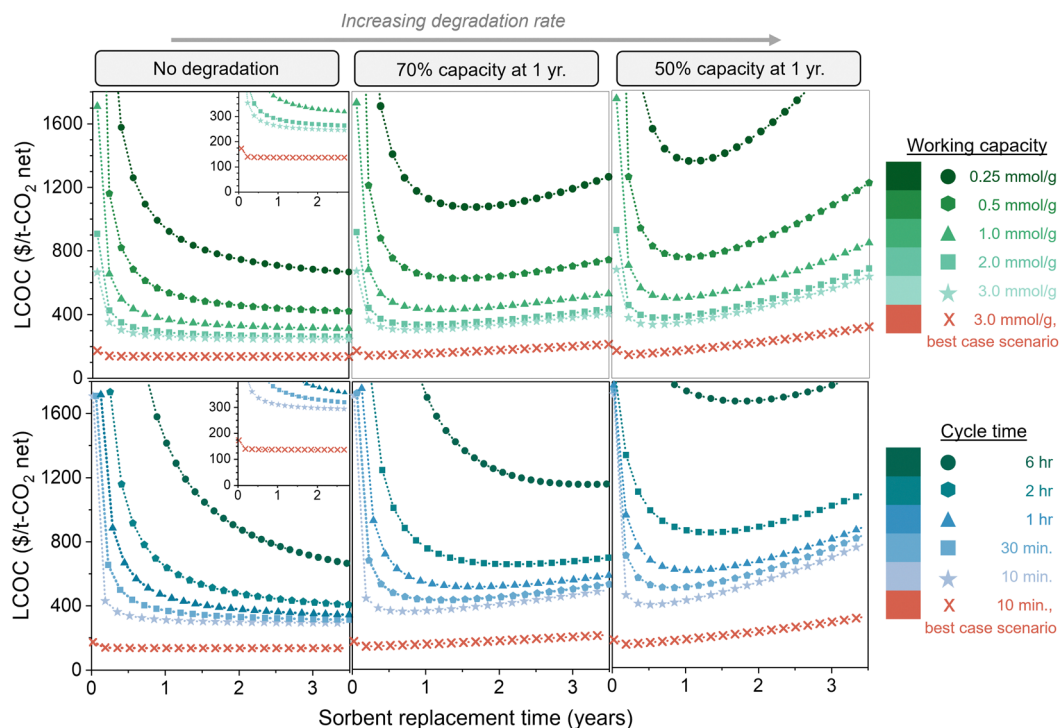 Increasing degradation rate
No degradation
70% capacity at 1 yr.
50% capacity at 1 yr.
LCOC ($/t-CO₂ net)
1600
1200
800
400
0
300
200
100
0
0 1 2
Working capacity
0.25 mmol/g
0.5 mmol/g
1.0 mmol/g
2.0 mmol/g
3.0 mmol/g
3.0 mmol/g,
best case scenario
LCOC ($/t-CO₂ net)
1600
1200
800
400
0
300
200
100
0
0 1 2
Cycle time
6 hr
2 hr
1 hr
30 min.
10 min.
10 min.,
best case scenario
0 1 2 3 0 1 2 3 0 1 2 3
Sorbent replacement time (years)